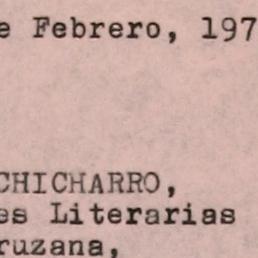 e Febrero, 197
CHICHARRO,
es Literarias
ruzana,